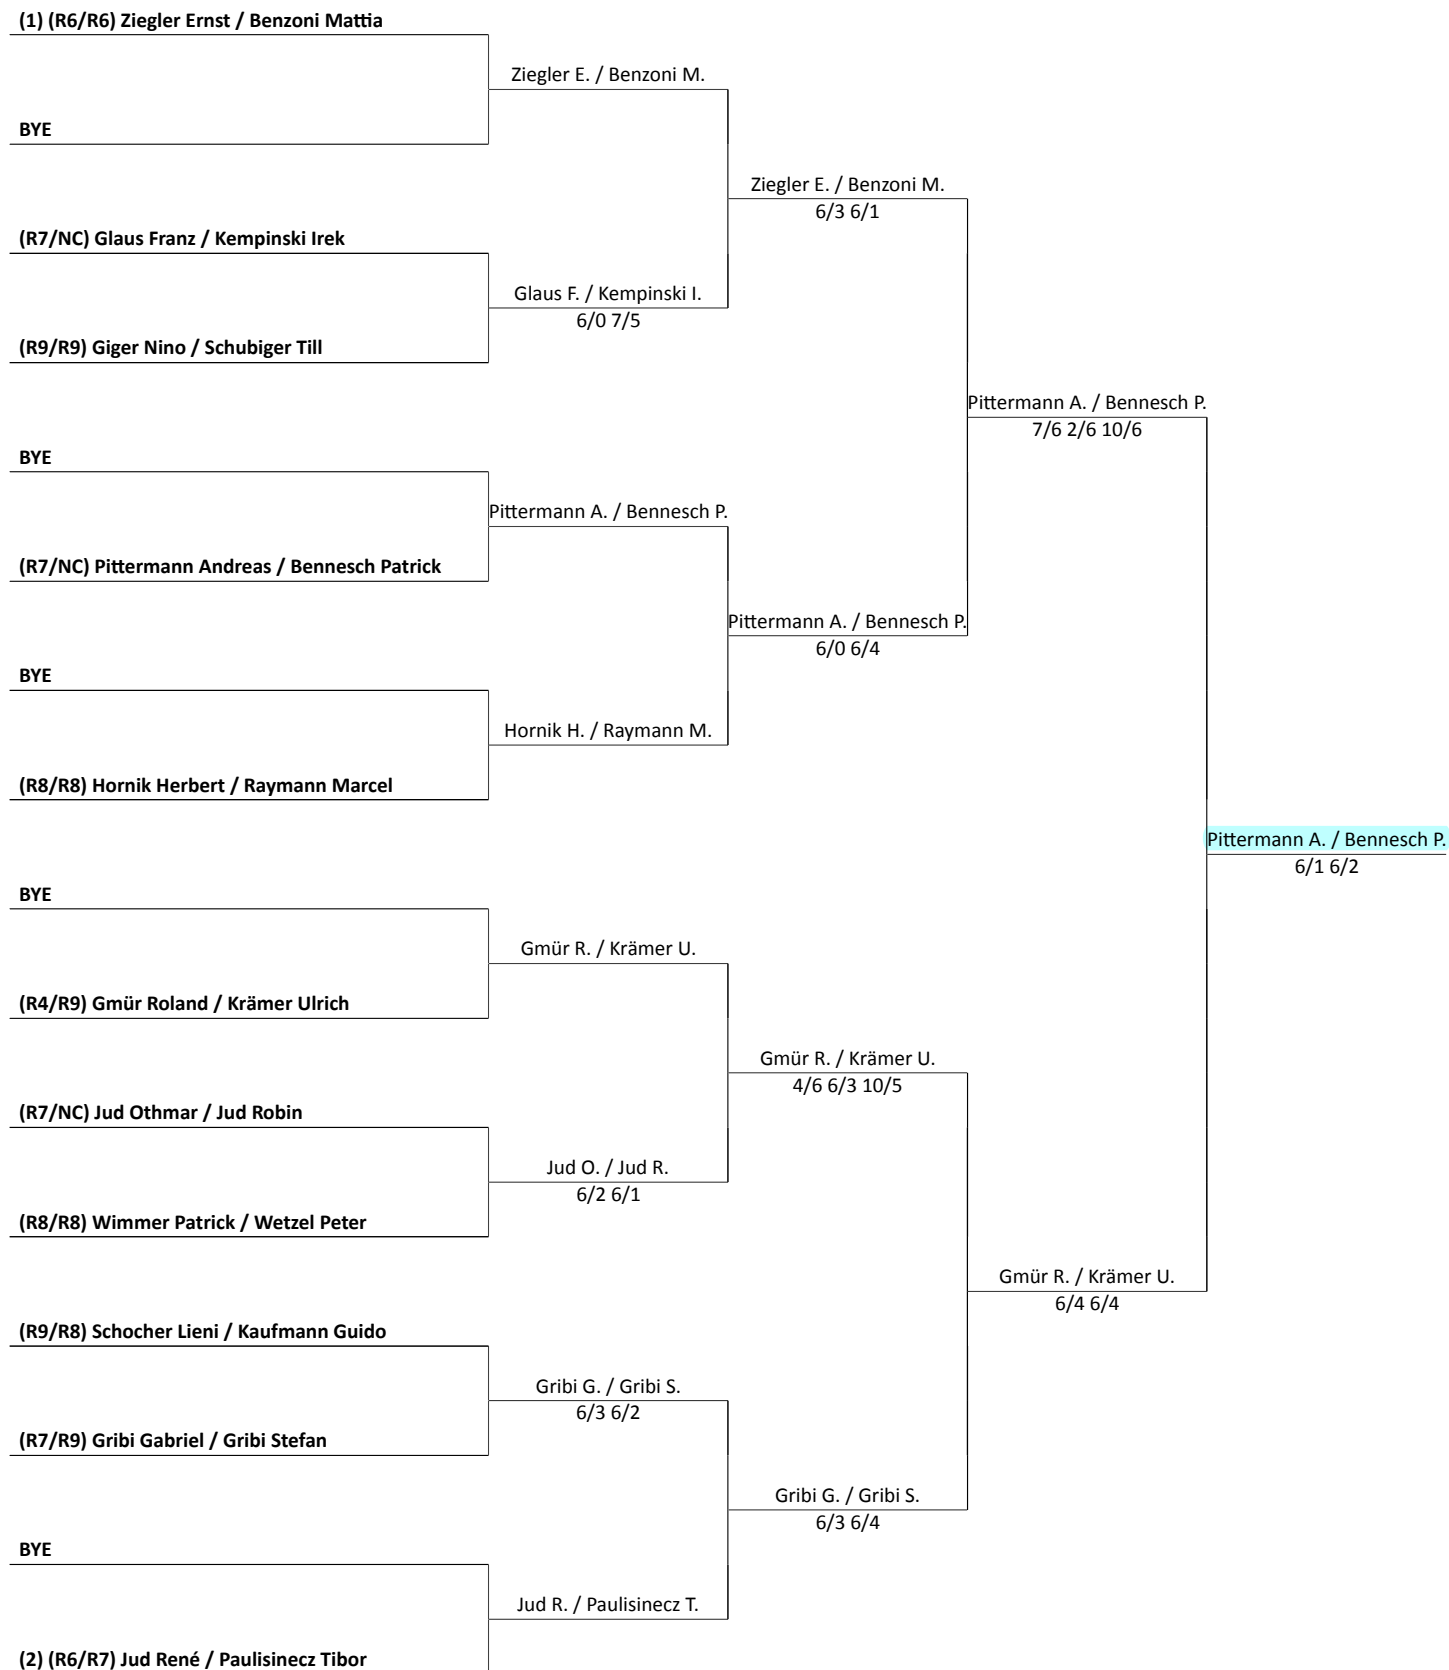 (1) (R6/R6) Ziegler Ernst / Benzoni Mattia
Ziegler E. / Benzoni M.
BYE
Ziegler E. / Benzoni M.
6/3 6/1
(R7/NC) Glaus Franz / Kempinski Irek
Glaus F. / Kempinski I.
6/0 7/5
(R9/R9) Giger Nino / Schubiger Till
Pittermann A. / Bennesch P.
7/6 2/6 10/6
BYE
Pittermann A. / Bennesch P.
(R7/NC) Pittermann Andreas / Bennesch Patrick
Pittermann A. / Bennesch P.
6/0 6/4
BYE
Hornik H. / Raymann M.
(R8/R8) Hornik Herbert / Raymann Marcel
Pittermann A. / Bennesch P.
6/1 6/2
BYE
Gmür R. / Krämer U.
(R4/R9) Gmür Roland / Krämer Ulrich
Gmür R. / Krämer U.
4/6 6/3 10/5
(R7/NC) Jud Othmar / Jud Robin
Jud O. / Jud R.
6/2 6/1
(R8/R8) Wimmer Patrick / Wetzel Peter
Gmür R. / Krämer U.
6/4 6/4
(R9/R8) Schocher Lieni / Kaufmann Guido
Gribi G. / Gribi S.
6/3 6/2
(R7/R9) Gribi Gabriel / Gribi Stefan
Gribi G. / Gribi S.
6/3 6/4
BYE
Jud R. / Paulisinecz T.
(2) (R6/R7) Jud René / Paulisinecz Tibor